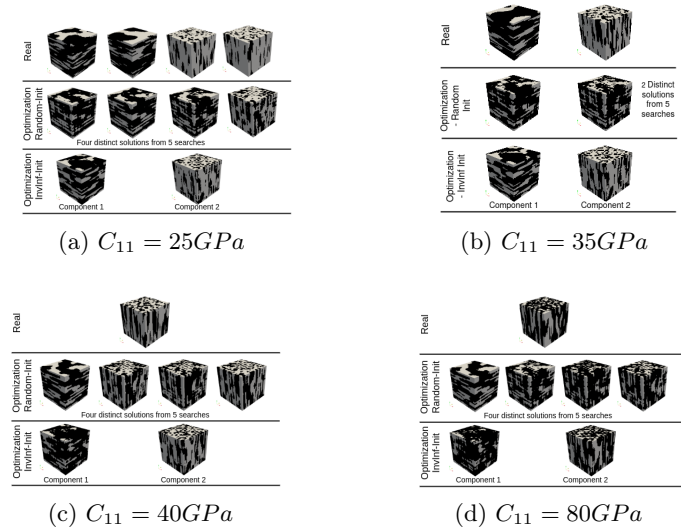 Real
Optimization
Random-Init
Four distinct solutions from 5 searches
Optimization
InvInf-Init
Component 1
Component 2
(a) C₁₁ = 25GPa
Real
Optimization
- Random
Init
2 Distinct
solutions
from 5
searches
Optimization
- InvInf Init
Component 1
Component 2
(b) C₁₁ = 35GPa
Real
Optimization
Random-Init
Four distinct solutions from 5 searches
Optimization
InvInf-Init
Component 1
Component 2
(c) C₁₁ = 40GPa
Real
Optimization
Random-Init
Four distinct solutions from 5 searches
Optimization
InvInf-Init
Component 1
Component 2
(d) C₁₁ = 80GPa